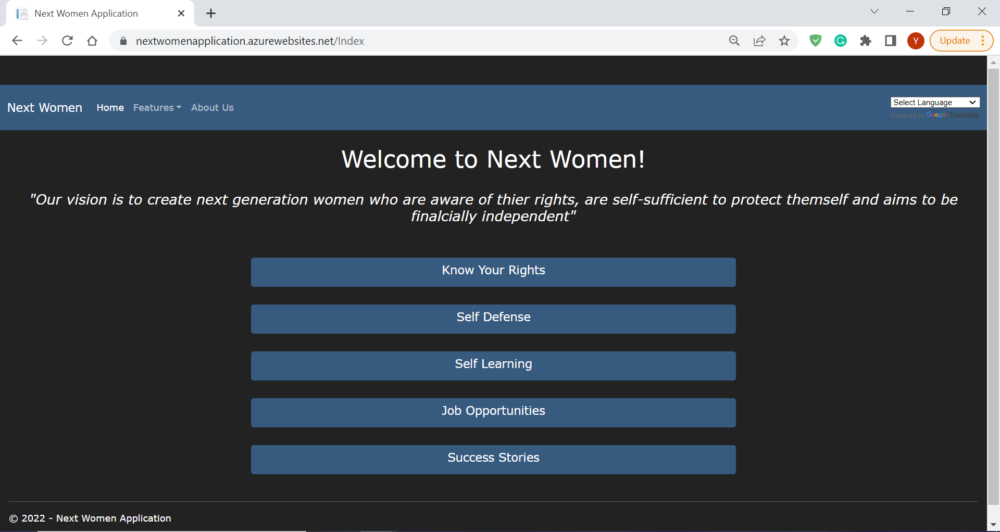 Next Women Application
nextwomenapplication.azurewebsites.net/Index
Y
Update
Next Women Home Features About Us
Select Language
Powered by Google Translate
Welcome to Next Women!
"Our vision is to create next generation women who are aware of thier rights, are self-sufficient to protect themself and aims to be
finalcially independent"
Know Your Rights
Self Defense
Self Learning
Job Opportunities
Success Stories
© 2022 - Next Women Application